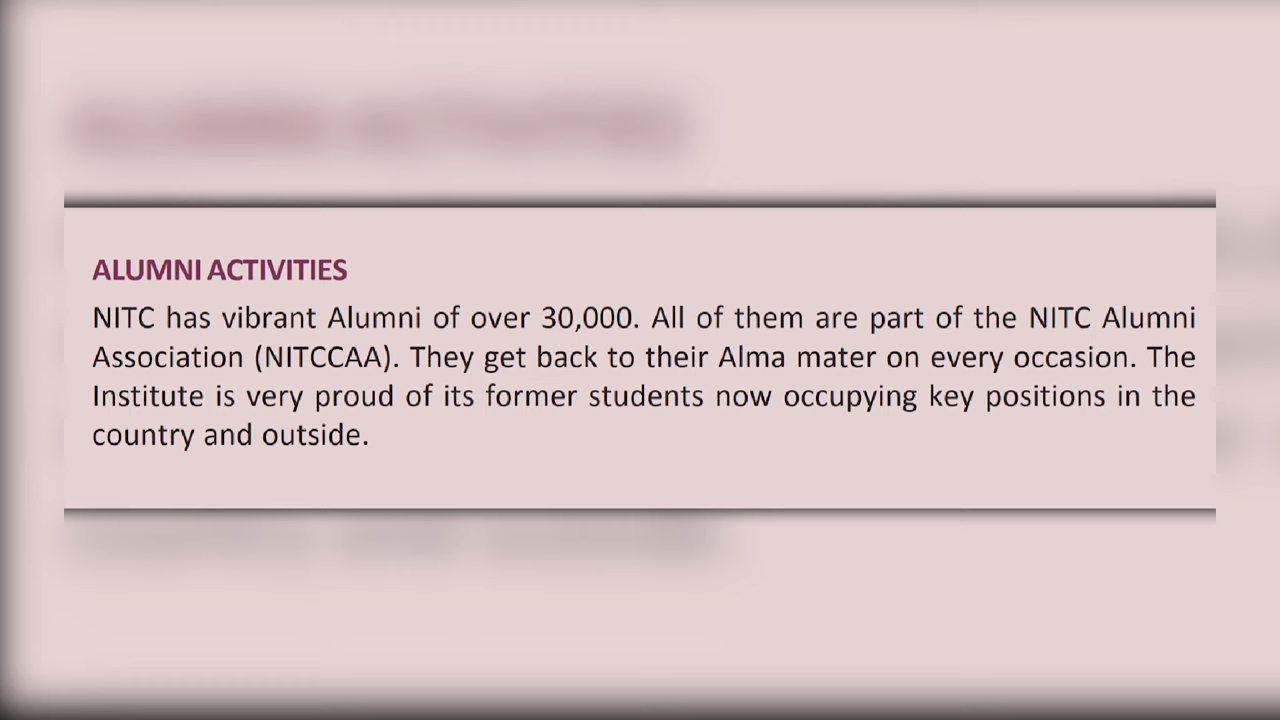 ALUMNI ACTIVITIES
NITC has vibrant Alumni of over 30,000. All of them are part of the NITC Alumni
Association (NITCCAA). They get back to their Alma mater on every occasion. The
Institute is very proud of its former students now occupying key positions in the
country and outside.